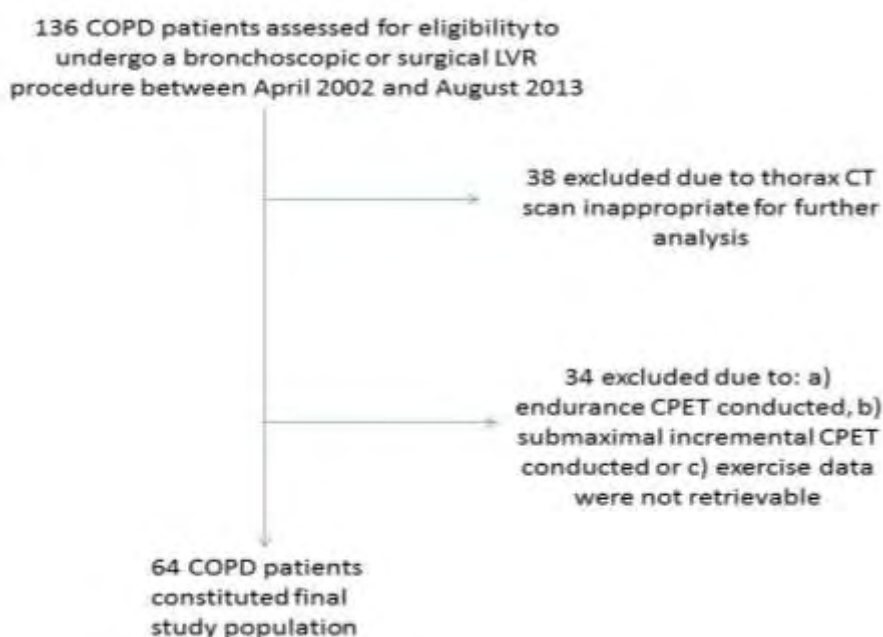 136 COPD patients assessed for eligibility to
undergo a bronchoscopic or surgical LVR
procedure between April 2002 and August 2013
38 excluded due to thorax CT
scan inappropriate for further
analysis
34 excluded due to: a)
endurance CPET conducted, b)
submaximal incremental CPET
conducted or c) exercise data
were not retrievable
64 COPD patients
constituted final
study population